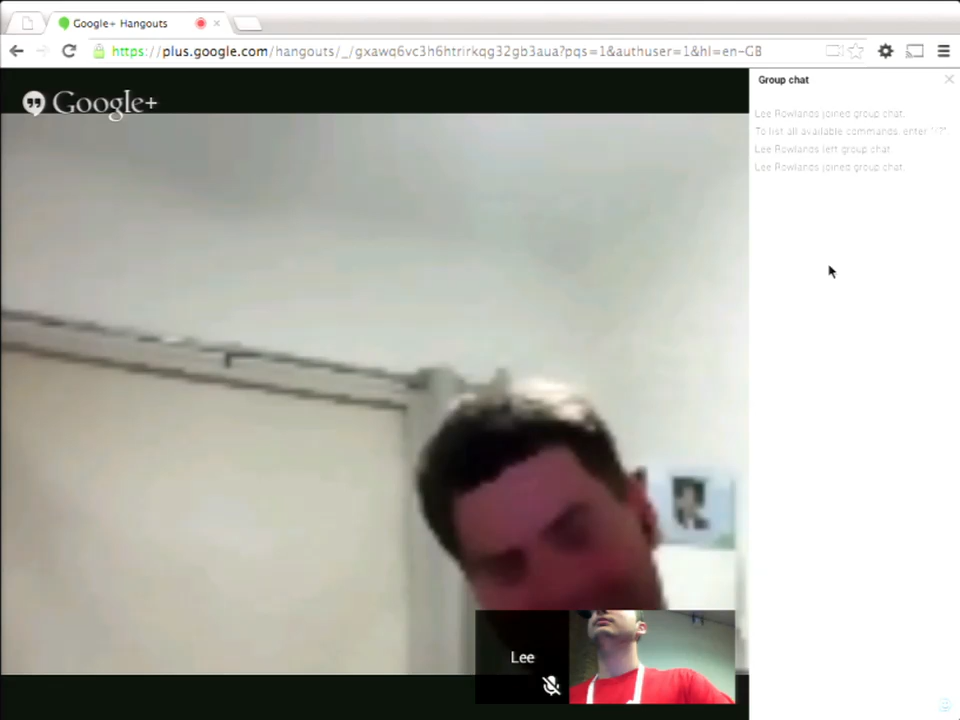 Google+ Hangouts
https://plus.google.com/hangouts/_/gxawq6vc3h6htrirkqg32gb3aua?pqs=1&authuser=1&hl=en-GB
Google+
Group chat
Lee Rowlands joined group chat.
To list all available commands, enter "/?".
Lee Rowlands left group chat.
Lee Rowlands joined group chat.
Lee